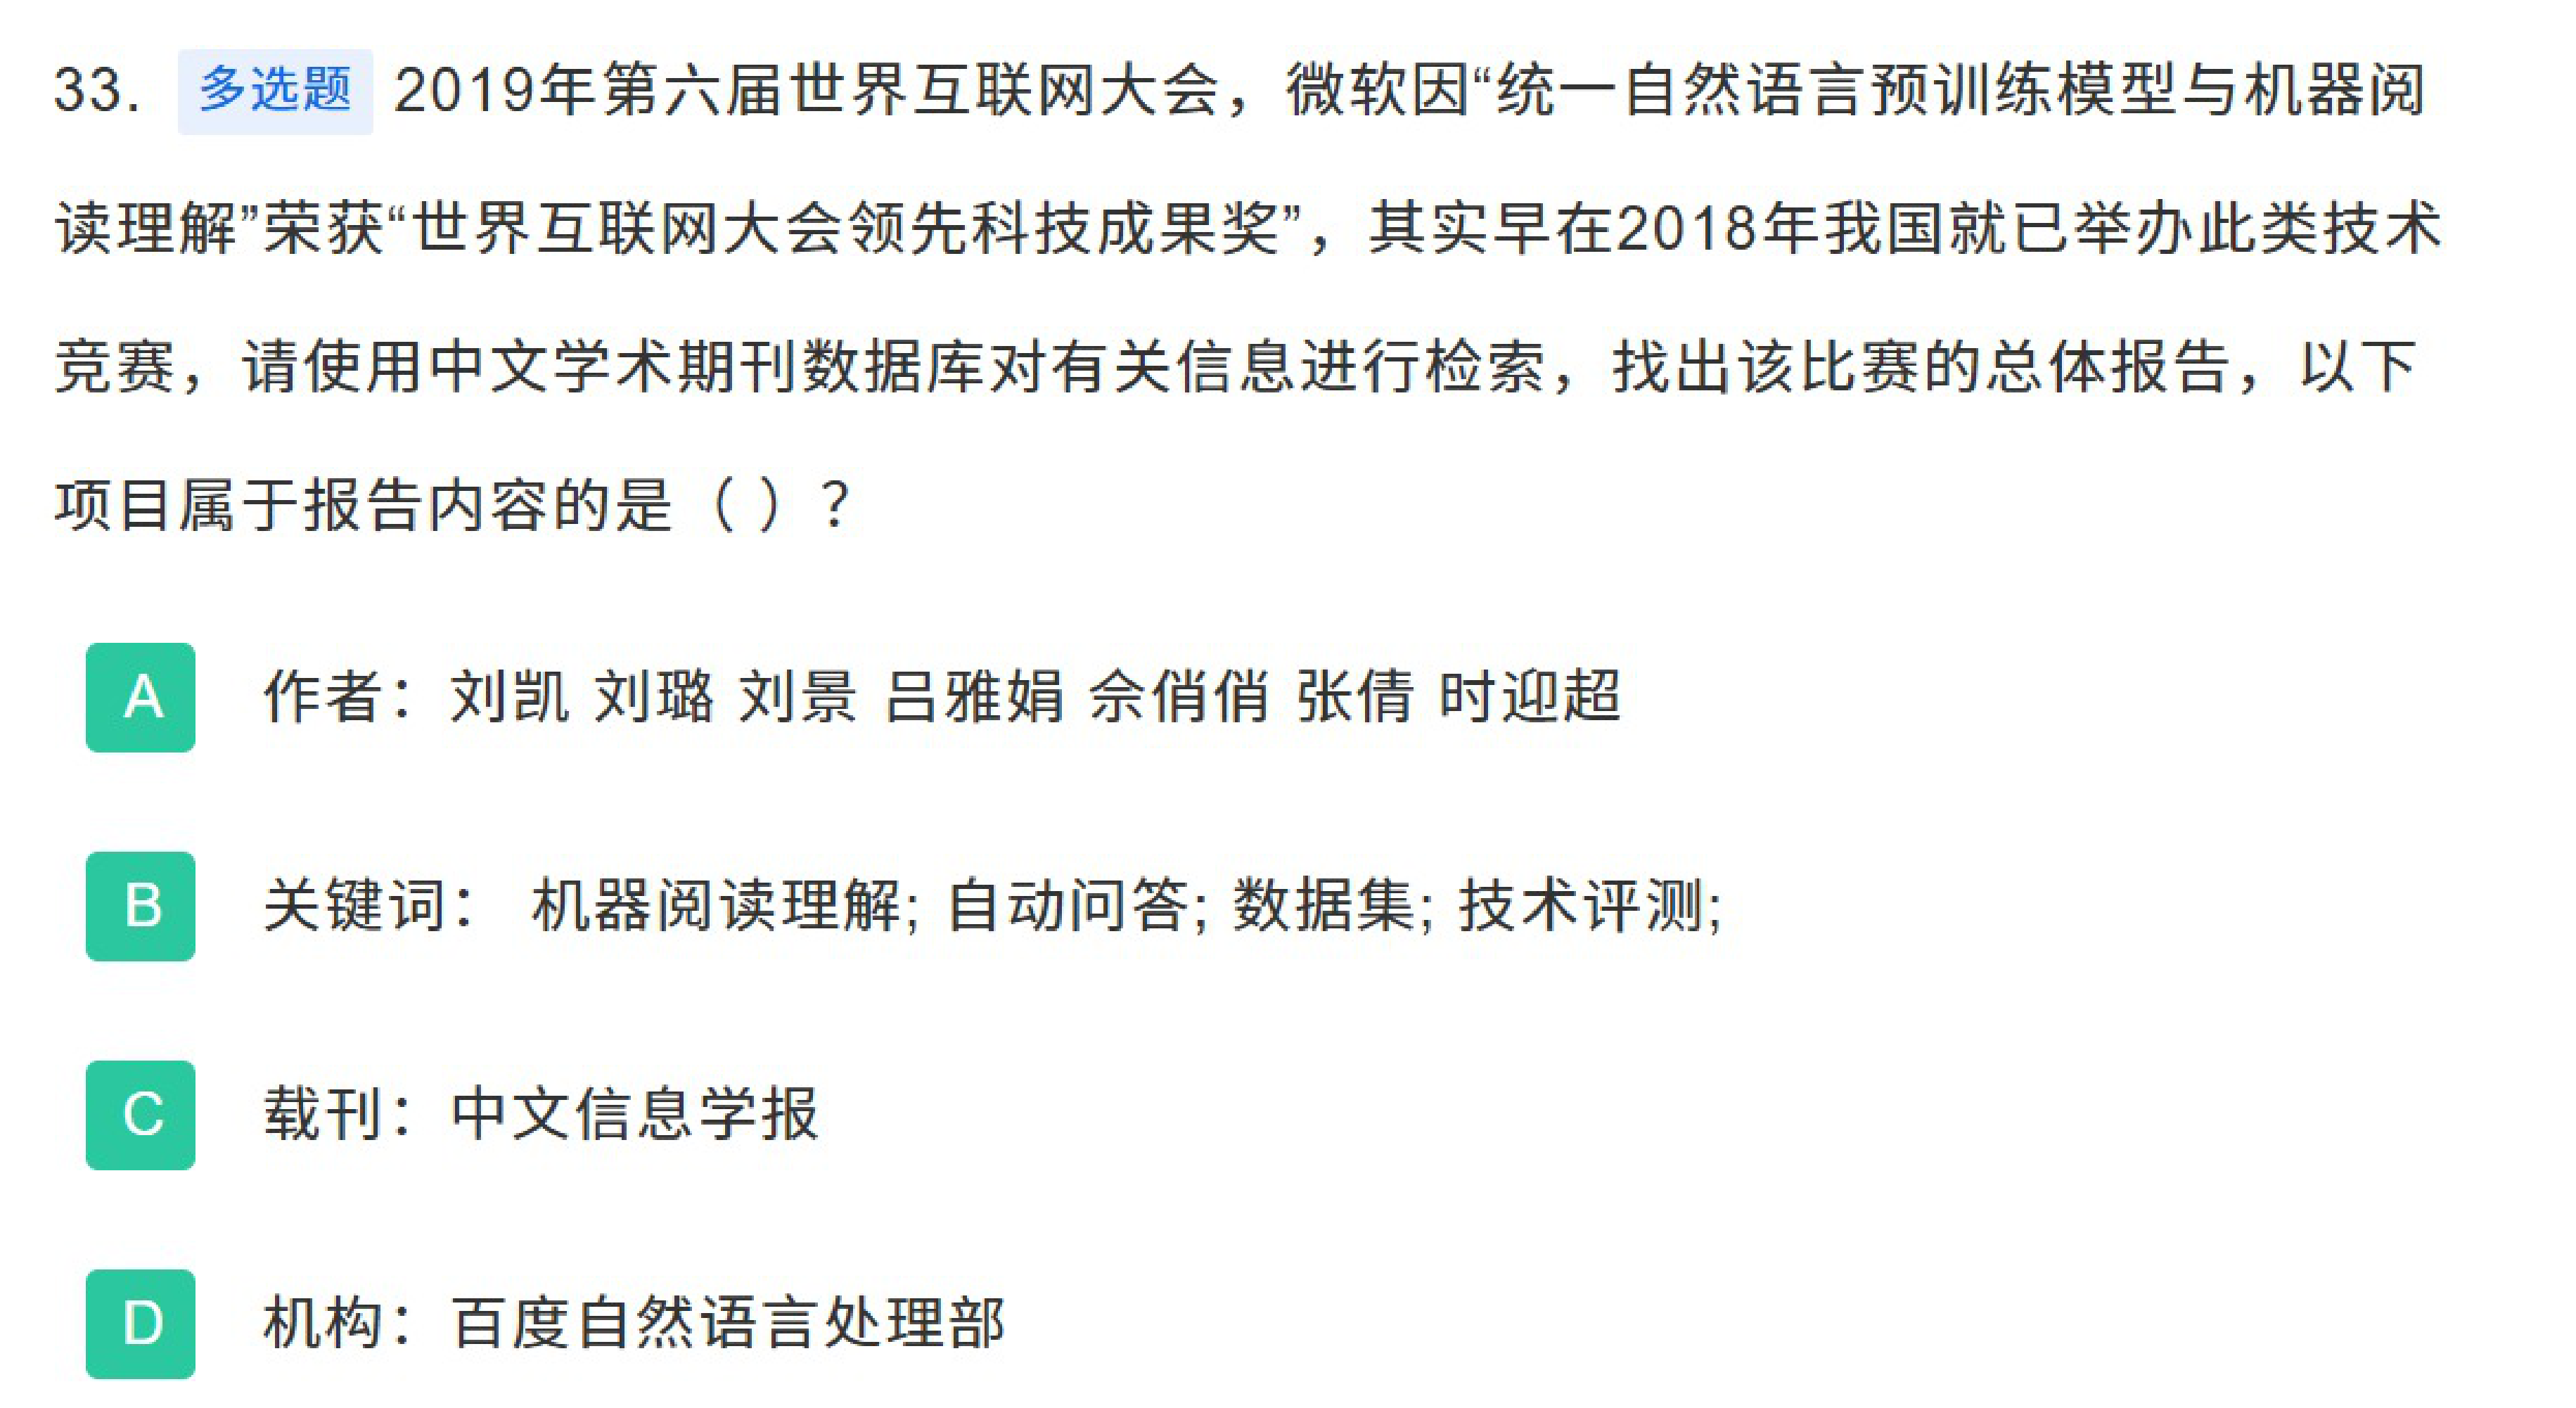 33. 多选题 2019年第六届世界互联网大会，微软因“统一自然语言预训练模型与机器阅
读理解”荣获“世界互联网大会领先科技成果奖”，其实早在2018年我国就已举办此类技术
竞赛，请使用中文学术期刊数据库对有关信息进行检索，找出该比赛的总体报告，以下
项目属于报告内容的是（ ）？
A 作者：刘凯 刘璐 刘景 吕雅娟 佘俏俏 张倩 时迎超
B 关键词： 机器阅读理解; 自动问答; 数据集; 技术评测;
C 载刊：中文信息学报
D 机构：百度自然语言处理部